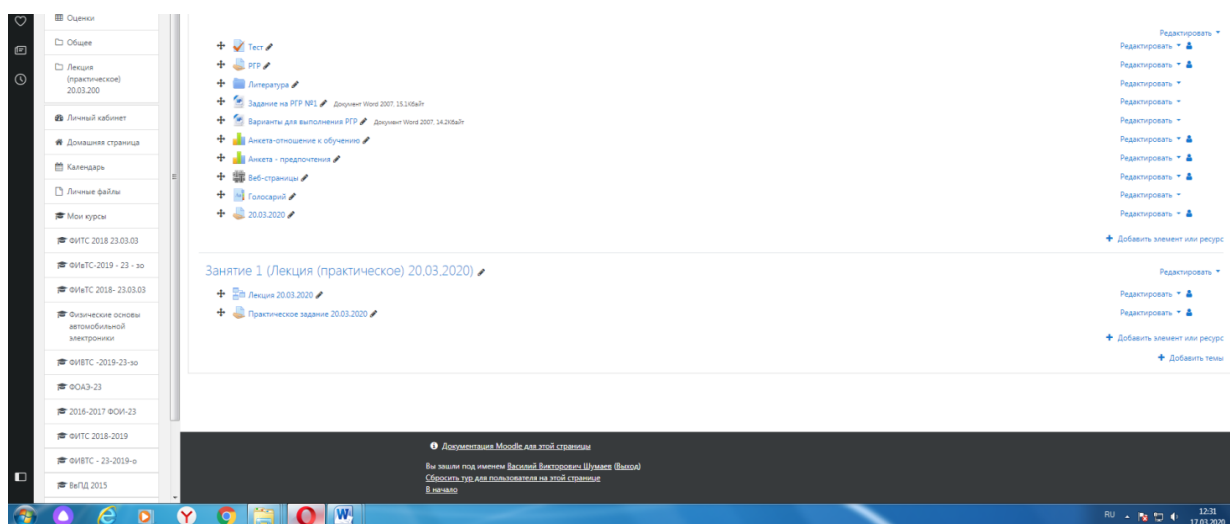 Оценки
Общее
Лекция
(практическое)
20.03.200
Личный кабинет
Домашняя страница
Календарь
Личные файлы
Мои курсы
ФИТС 2018 23.03.03
ФИвТС-2019 - 23 - зо
ФИвТС 2018- 23.03.03
Физические основы
автомобильной
электроники
ФИВТС -2019-23-зо
ФОАЭ-23
2016-2017 ФОИ-23
ФИТС 2018-2019
ФИВТС - 23-2019-о
ВеПД 2015
Редактировать
Тест Редактировать
РГР Редактировать
Литература Редактировать
Задание на РГР №1 Документ Word 2007, 15.1Кбайт Редактировать
Варианты для выполнения РГР Документ Word 2007, 14.2Кбайт Редактировать
Анкета-отношение к обучению Редактировать
Анкета - предпочтения Редактировать
Веб-страницы Редактировать
Голосарий Редактировать
20.03.2020 Редактировать
Добавить элемент или ресурс
Занятие 1 (Лекция (практическое) 20.03.2020) Редактировать
Лекция 20.03.2020 Редактировать
Практическое задание 20.03.2020 Редактировать
Добавить элемент или ресурс
Добавить темы
Документация Moodle для этой страницы
Вы зашли под именем Василий Викторович Шумаев (Выход)
Сбросить тур для пользователя на этой странице
В начало
RU 12:31
17.03.2020